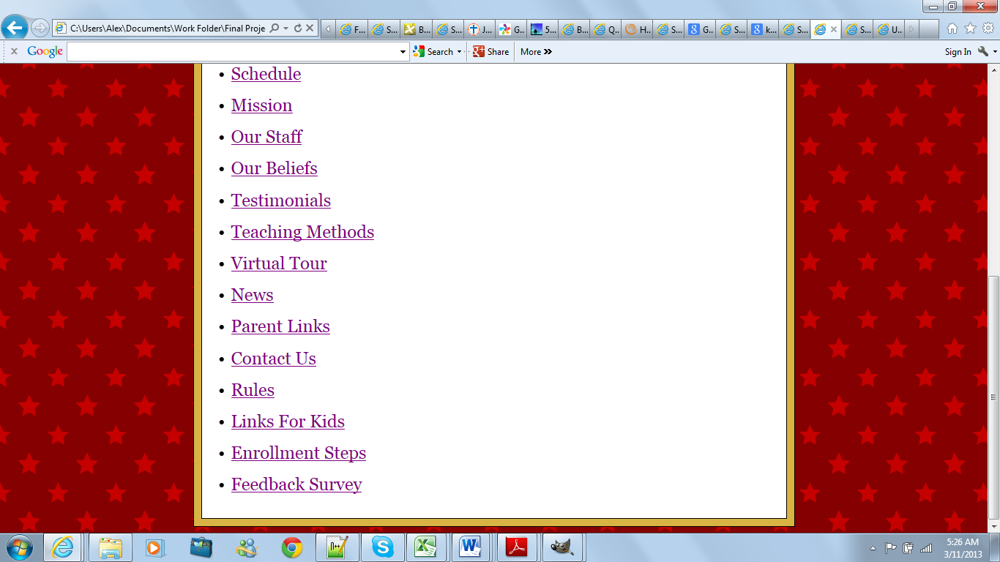 C:\Users\Alex\Documents\Work Folder\Final Proje
F... S... B... S... J... G... 5... B... Q... H... S... G... S... k... S... S... U...
x Google Search Share More » Sign In
• Schedule
• Mission
• Our Staff
• Our Beliefs
• Testimonials
• Teaching Methods
• Virtual Tour
• News
• Parent Links
• Contact Us
• Rules
• Links For Kids
• Enrollment Steps
• Feedback Survey
5:26 AM
3/11/2013